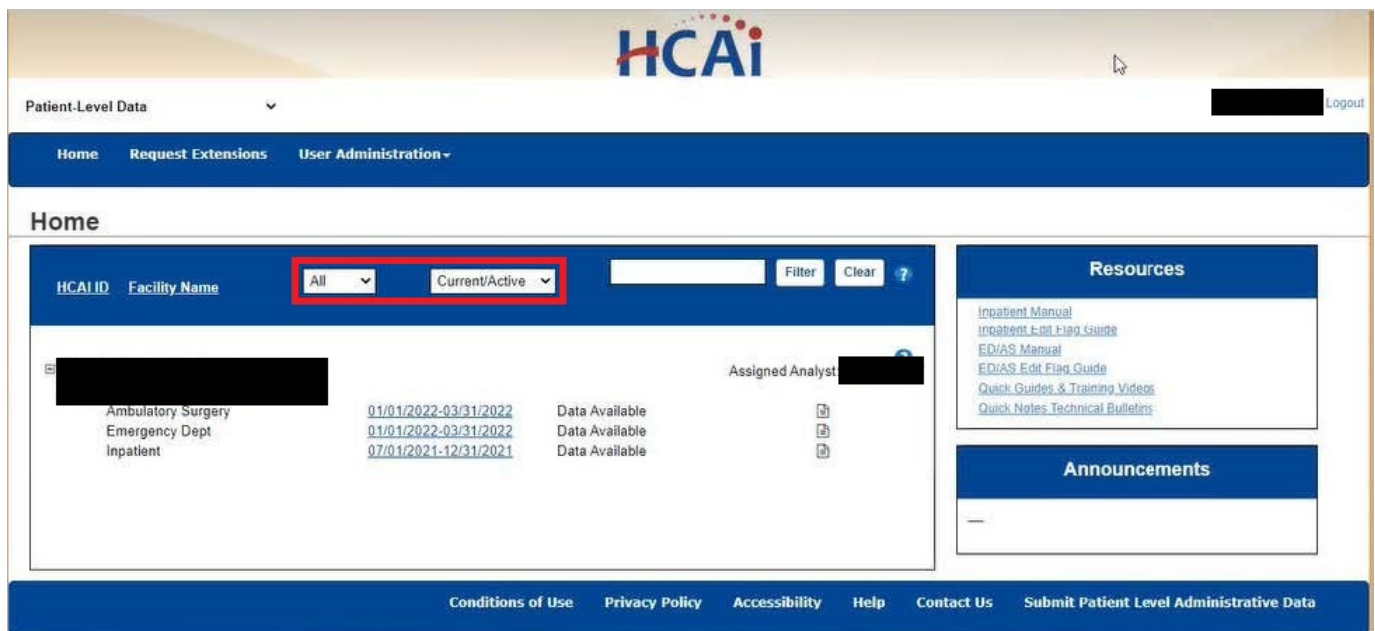 HCAi
Patient-Level Data
Logout
Home Request Extensions User Administration
Home
HCAI ID Facility Name All Current/Active Filter Clear ?
Assigned Analyst:
Ambulatory Surgery 01/01/2022-03/31/2022 Data Available
Emergency Dept 01/01/2022-03/31/2022 Data Available
Inpatient 07/01/2021-12/31/2021 Data Available
Resources
Inpatient Manual
Inpatient Edit Flag Guide
ED/AS Manual
ED/AS Edit Flag Guide
Quick Guides & Training Videos
Quick Notes Technical Bulletins
Announcements
—
Conditions of Use Privacy Policy Accessibility Help Contact Us Submit Patient Level Administrative Data